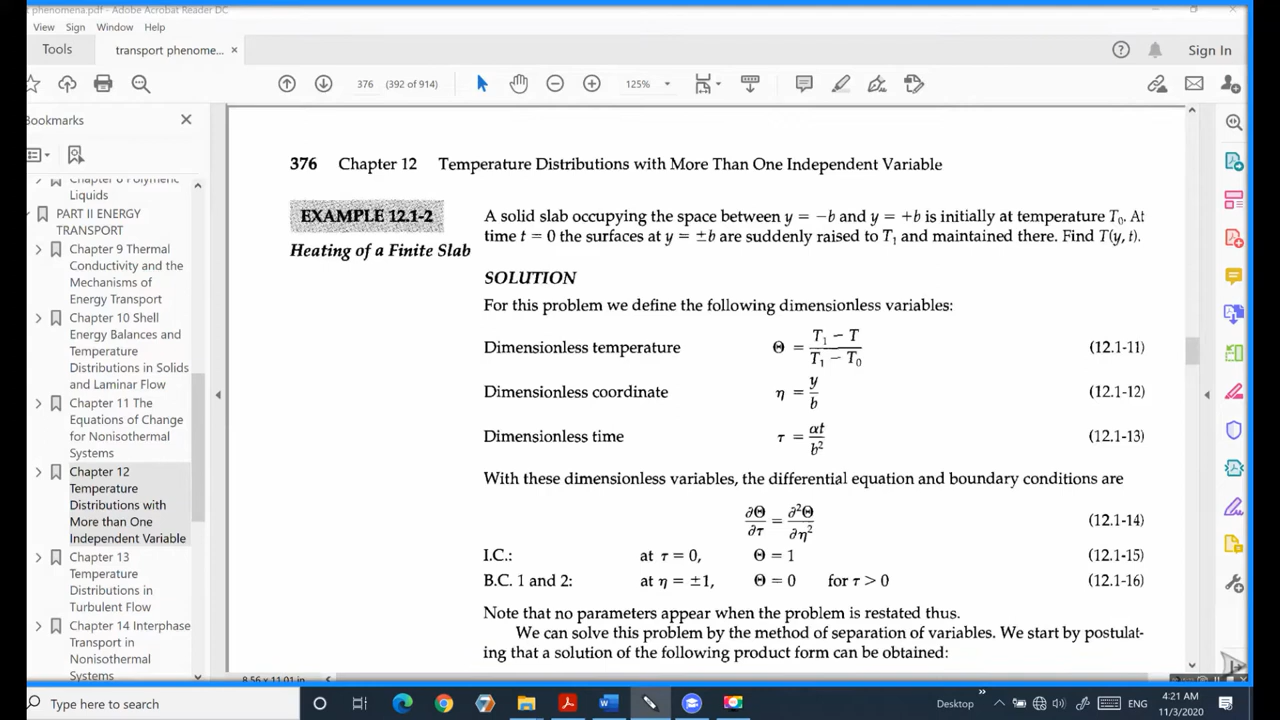 phenomena.pdf - Adobe Acrobat Reader DC
View Sign Window Help
Tools
transport phenome... ×
Sign In
376 (392 of 914)
125%
Bookmarks
Chapter 8 Polymeric
Liquids
PART II ENERGY
TRANSPORT
Chapter 9 Thermal
Conductivity and the
Mechanisms of
Energy Transport
Chapter 10 Shell
Energy Balances and
Temperature
Distributions in Solids
and Laminar Flow
Chapter 11 The
Equations of Change
for Nonisothermal
Systems
Chapter 12
Temperature
Distributions with
More than One
Independent Variable
Chapter 13
Temperature
Distributions in
Turbulent Flow
Chapter 14 Interphase
Transport in
Nonisothermal
Systems
376 Chapter 12 Temperature Distributions with More Than One Independent Variable
EXAMPLE 12.1-2
Heating of a Finite Slab
A solid slab occupying the space between y = −b and y = +b is initially at temperature T₀. At
time t = 0 the surfaces at y = ±b are suddenly raised to T₁ and maintained there. Find T(y, t).
SOLUTION
For this problem we define the following dimensionless variables:
Dimensionless temperature Θ = (T₁ − T)/(T₁ − T₀) (12.1-11)
Dimensionless coordinate η = y/b (12.1-12)
Dimensionless time τ = αt/b² (12.1-13)
With these dimensionless variables, the differential equation and boundary conditions are
∂Θ/∂τ = ∂²Θ/∂η² (12.1-14)
I.C.: at τ = 0, Θ = 1 (12.1-15)
B.C. 1 and 2: at η = ±1, Θ = 0 for τ > 0 (12.1-16)
Note that no parameters appear when the problem is restated thus.
We can solve this problem by the method of separation of variables. We start by postulat-
ing that a solution of the following product form can be obtained:
8.56 x 11.01 in
Type here to search
Desktop
ENG
4:21 AM
11/3/2020